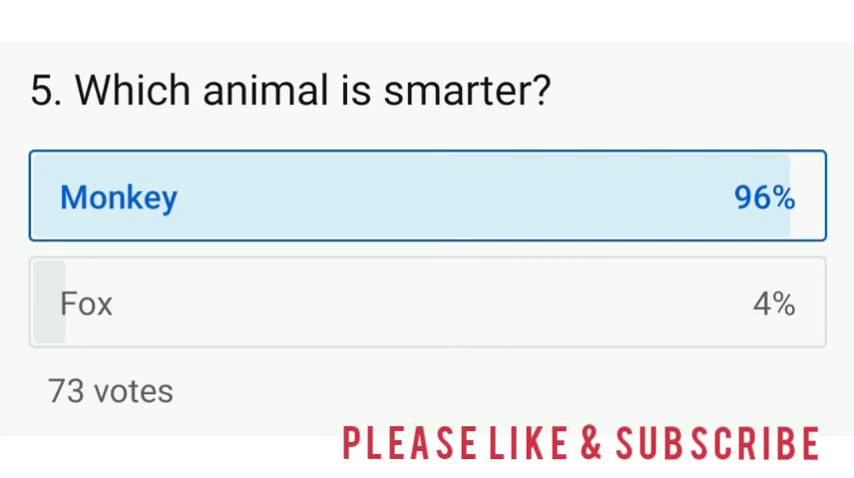 5. Which animal is smarter?
Monkey 96%
Fox 4%
73 votes
PLEASE LIKE & SUBSCRIBE